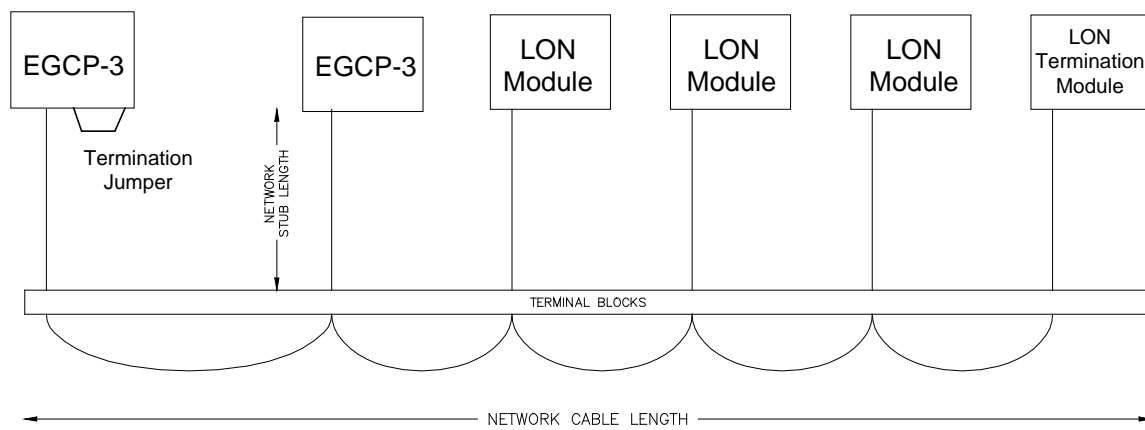 EGCP-3
EGCP-3
LON
Module
LON
Module
LON
Module
LON
Termination
Module
Termination
Jumper
NETWORK
STUB LENGTH
TERMINAL BLOCKS
NETWORK CABLE LENGTH